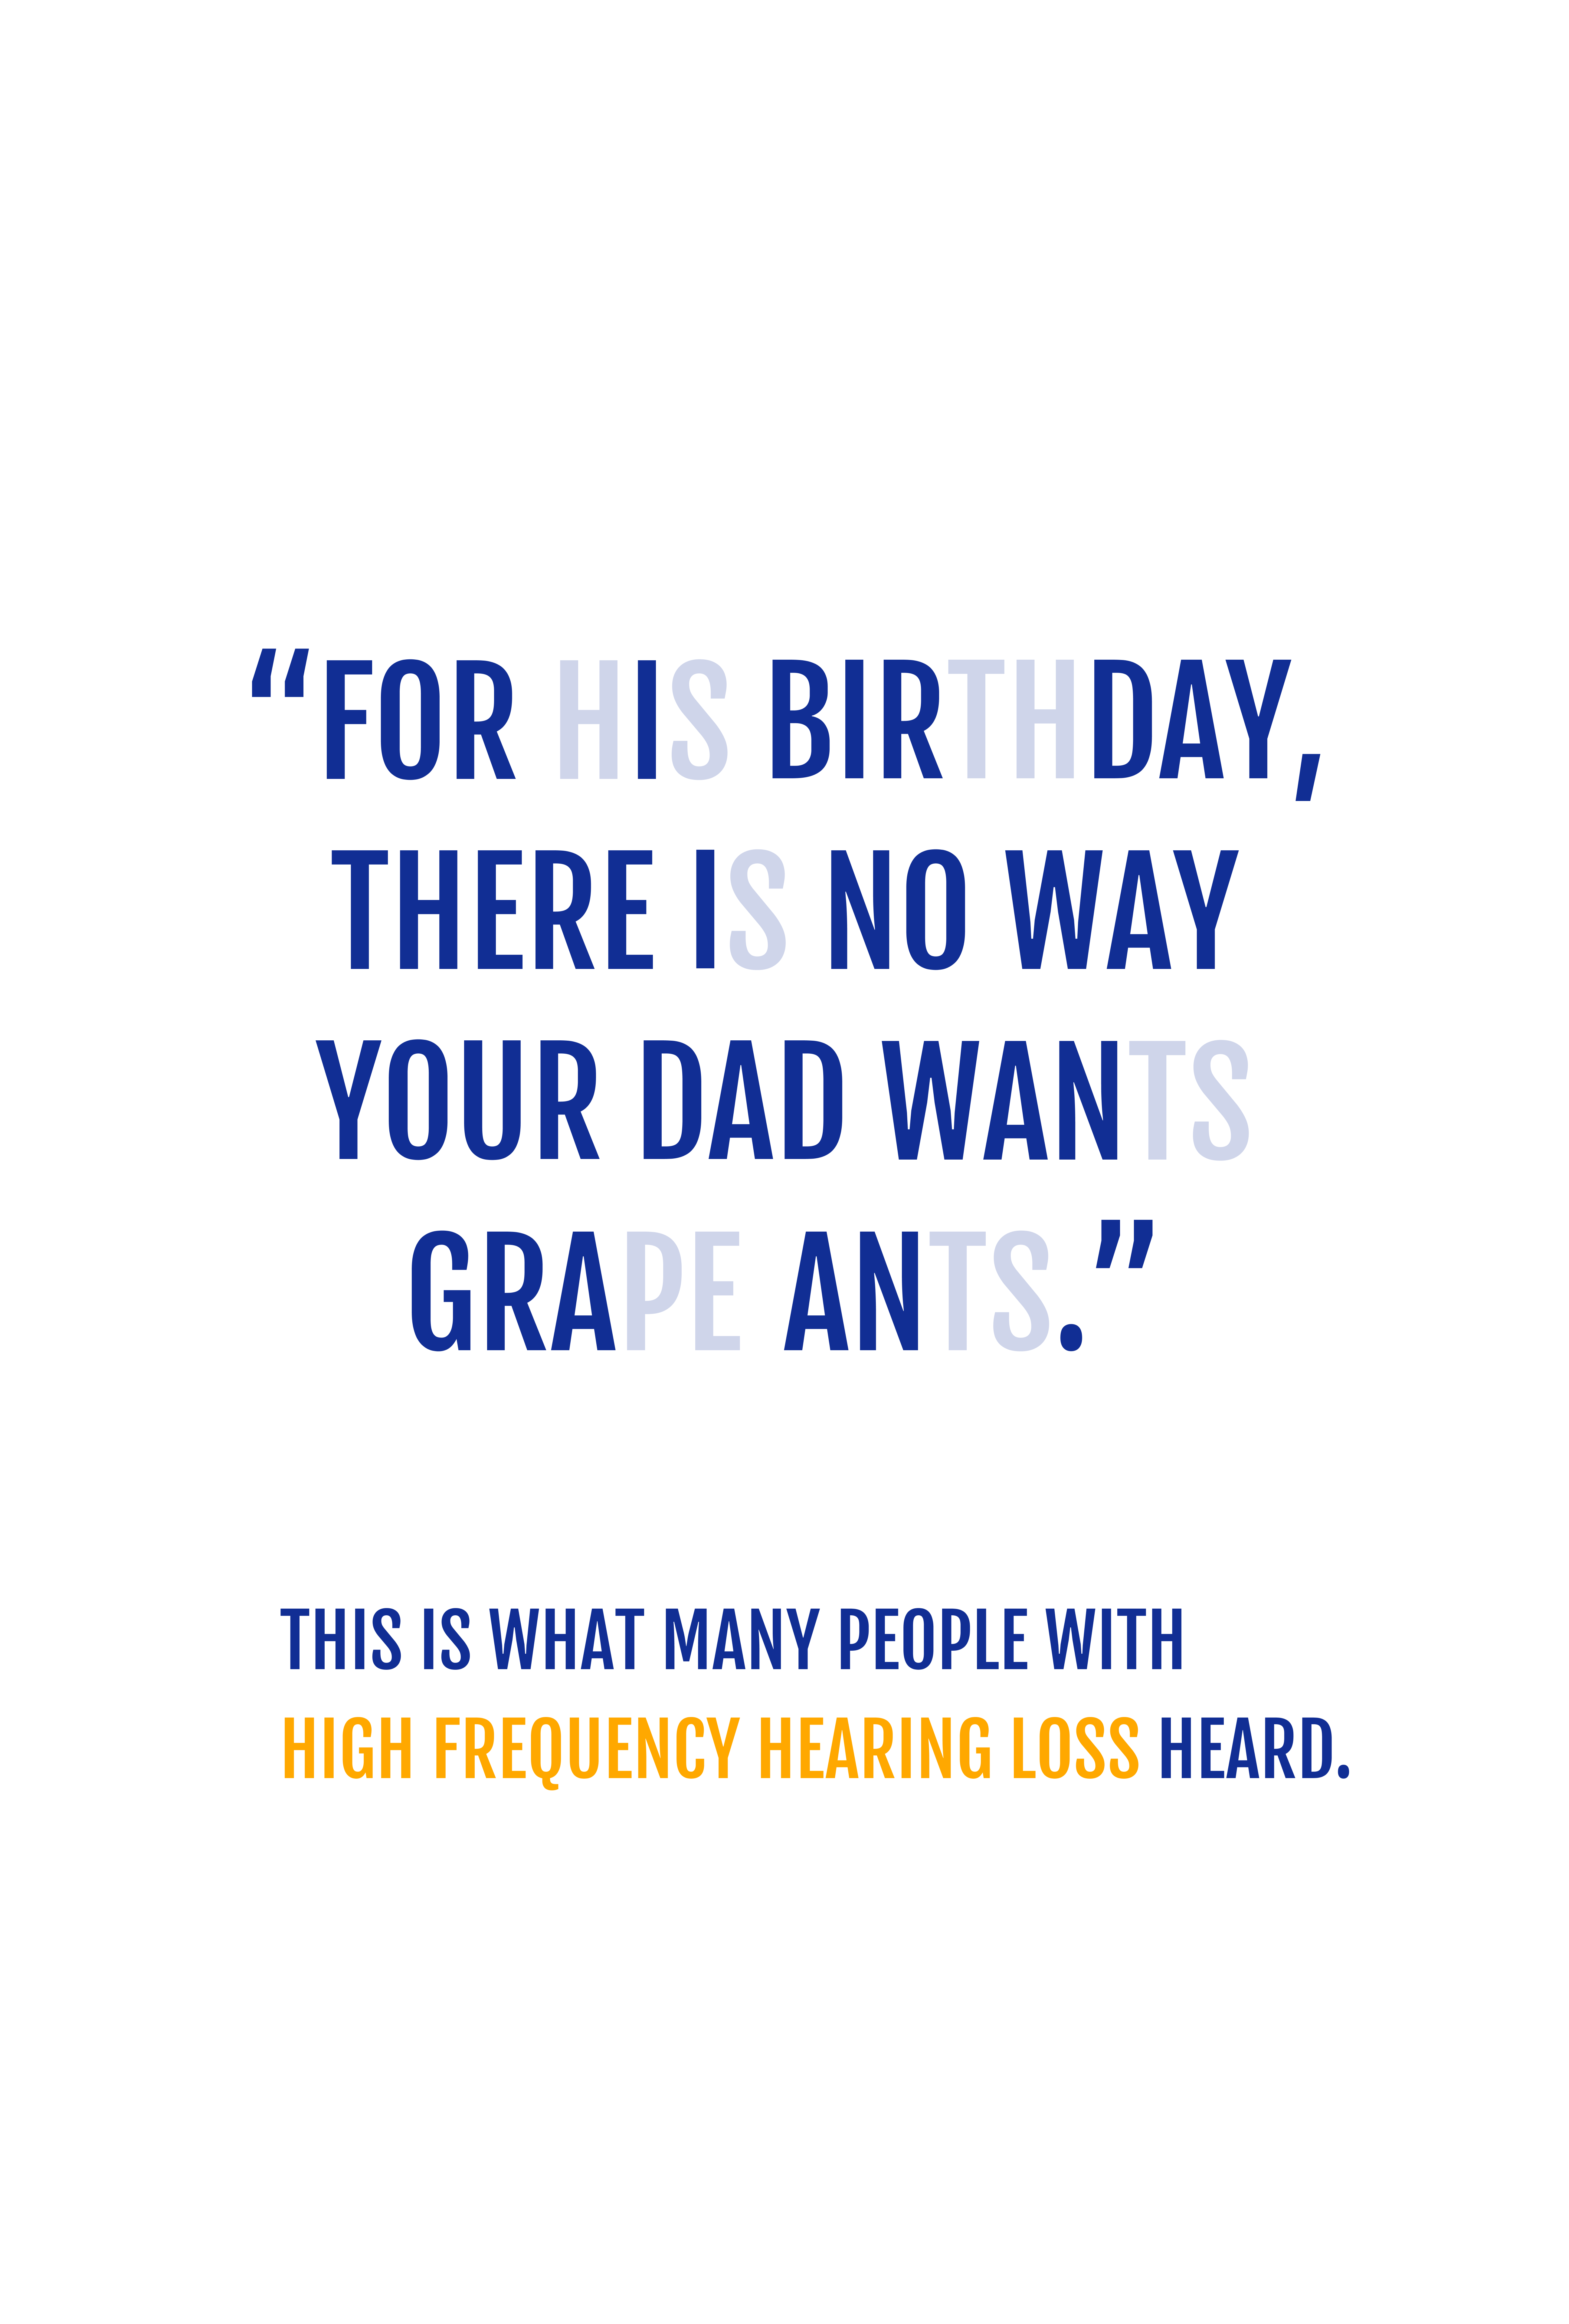 “FOR HIS BIRTHDAY,
THERE IS NO WAY
YOUR DAD WANTS
GRAPE ANTS.”
THIS IS WHAT MANY PEOPLE WITH
HIGH FREQUENCY HEARING LOSS HEARD.